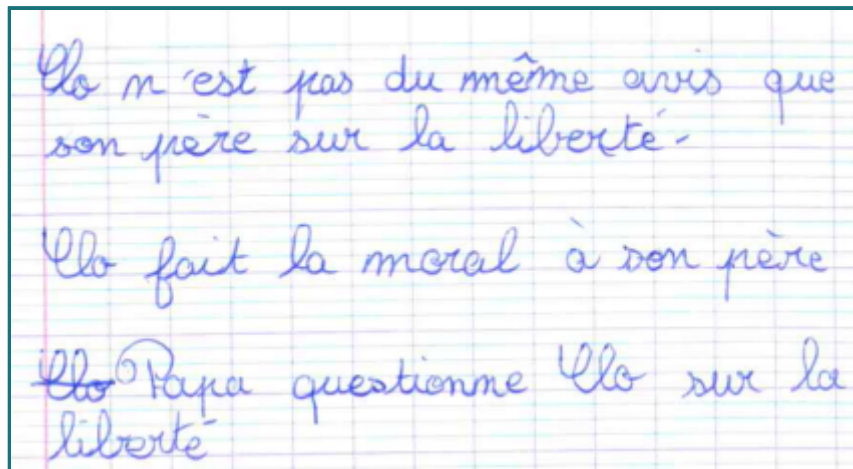 Clo n'est pas du même avis que
son père sur la liberté.
Clo fait la moral à son père
Clo Papa questionne Clo sur la
liberté